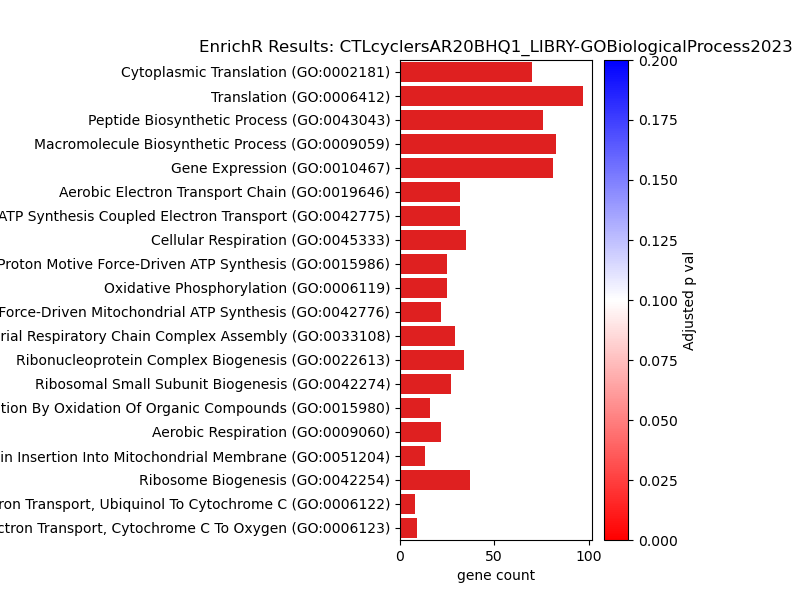 EnrichR Results: CTLcyclersAR20BHQ1_LIBRY-GOBiologicalProcess2023
Cytoplasmic Translation (GO:0002181)
Translation (GO:0006412)
Peptide Biosynthetic Process (GO:0043043)
Macromolecule Biosynthetic Process (GO:0009059)
Gene Expression (GO:0010467)
Aerobic Electron Transport Chain (GO:0019646)
ATP Synthesis Coupled Electron Transport (GO:0042775)
Cellular Respiration (GO:0045333)
Proton Motive Force-Driven ATP Synthesis (GO:0015986)
Oxidative Phosphorylation (GO:0006119)
Force-Driven Mitochondrial ATP Synthesis (GO:0042776)
rial Respiratory Chain Complex Assembly (GO:0033108)
Ribonucleoprotein Complex Biogenesis (GO:0022613)
Ribosomal Small Subunit Biogenesis (GO:0042274)
tion By Oxidation Of Organic Compounds (GO:0015980)
Aerobic Respiration (GO:0009060)
in Insertion Into Mitochondrial Membrane (GO:0051204)
Ribosome Biogenesis (GO:0042254)
ron Transport, Ubiquinol To Cytochrome C (GO:0006122)
ctron Transport, Cytochrome C To Oxygen (GO:0006123)
0 50 100
gene count
0.200
0.175
0.150
0.125
0.100
0.075
0.050
0.025
0.000
Adjusted p val